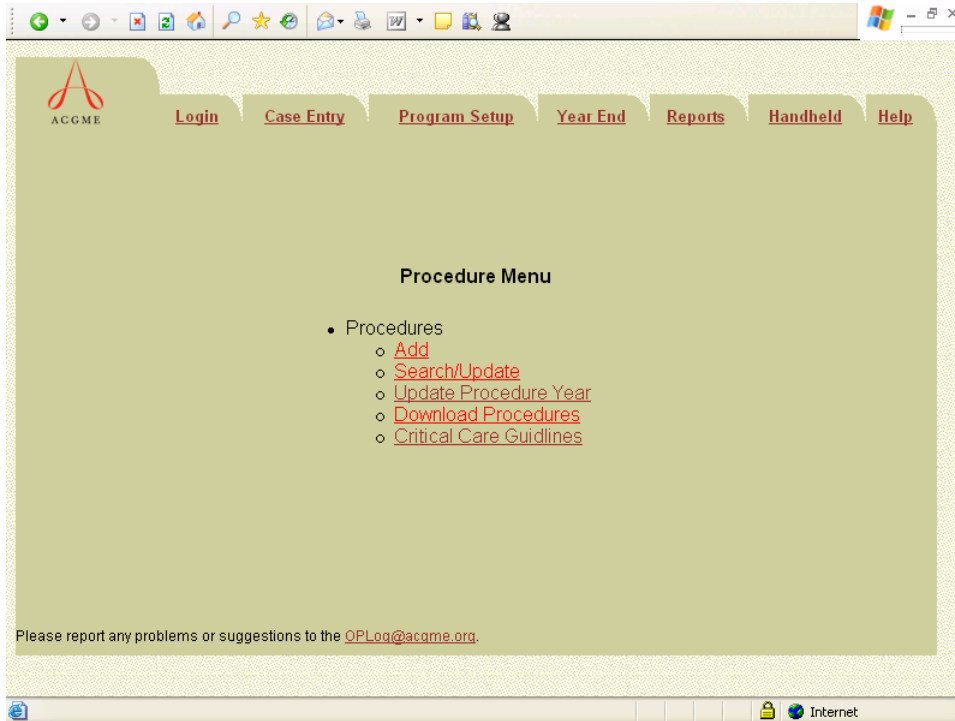 ACGME
Login Case Entry Program Setup Year End Reports Handheld Help
Procedure Menu
Procedures
Add
Search/Update
Update Procedure Year
Download Procedures
Critical Care Guidlines
Please report any problems or suggestions to the OPLog@acgme.org.
Internet